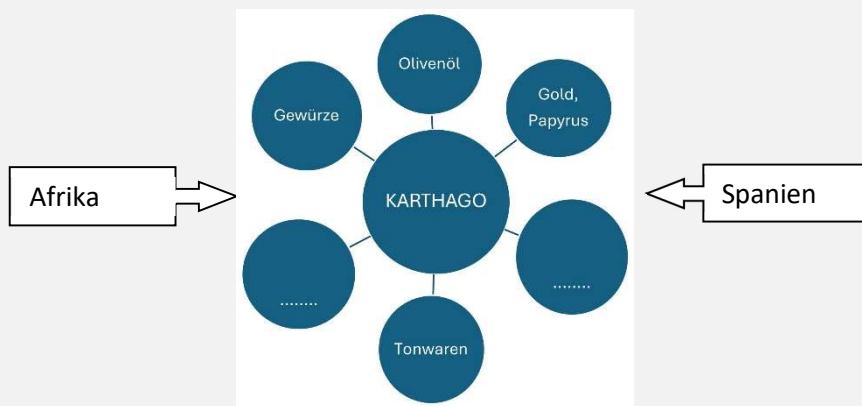 Olivenöl
Gewürze
Gold,
Papyrus
Afrika
KARTHAGO
Spanien
........
........
Tonwaren